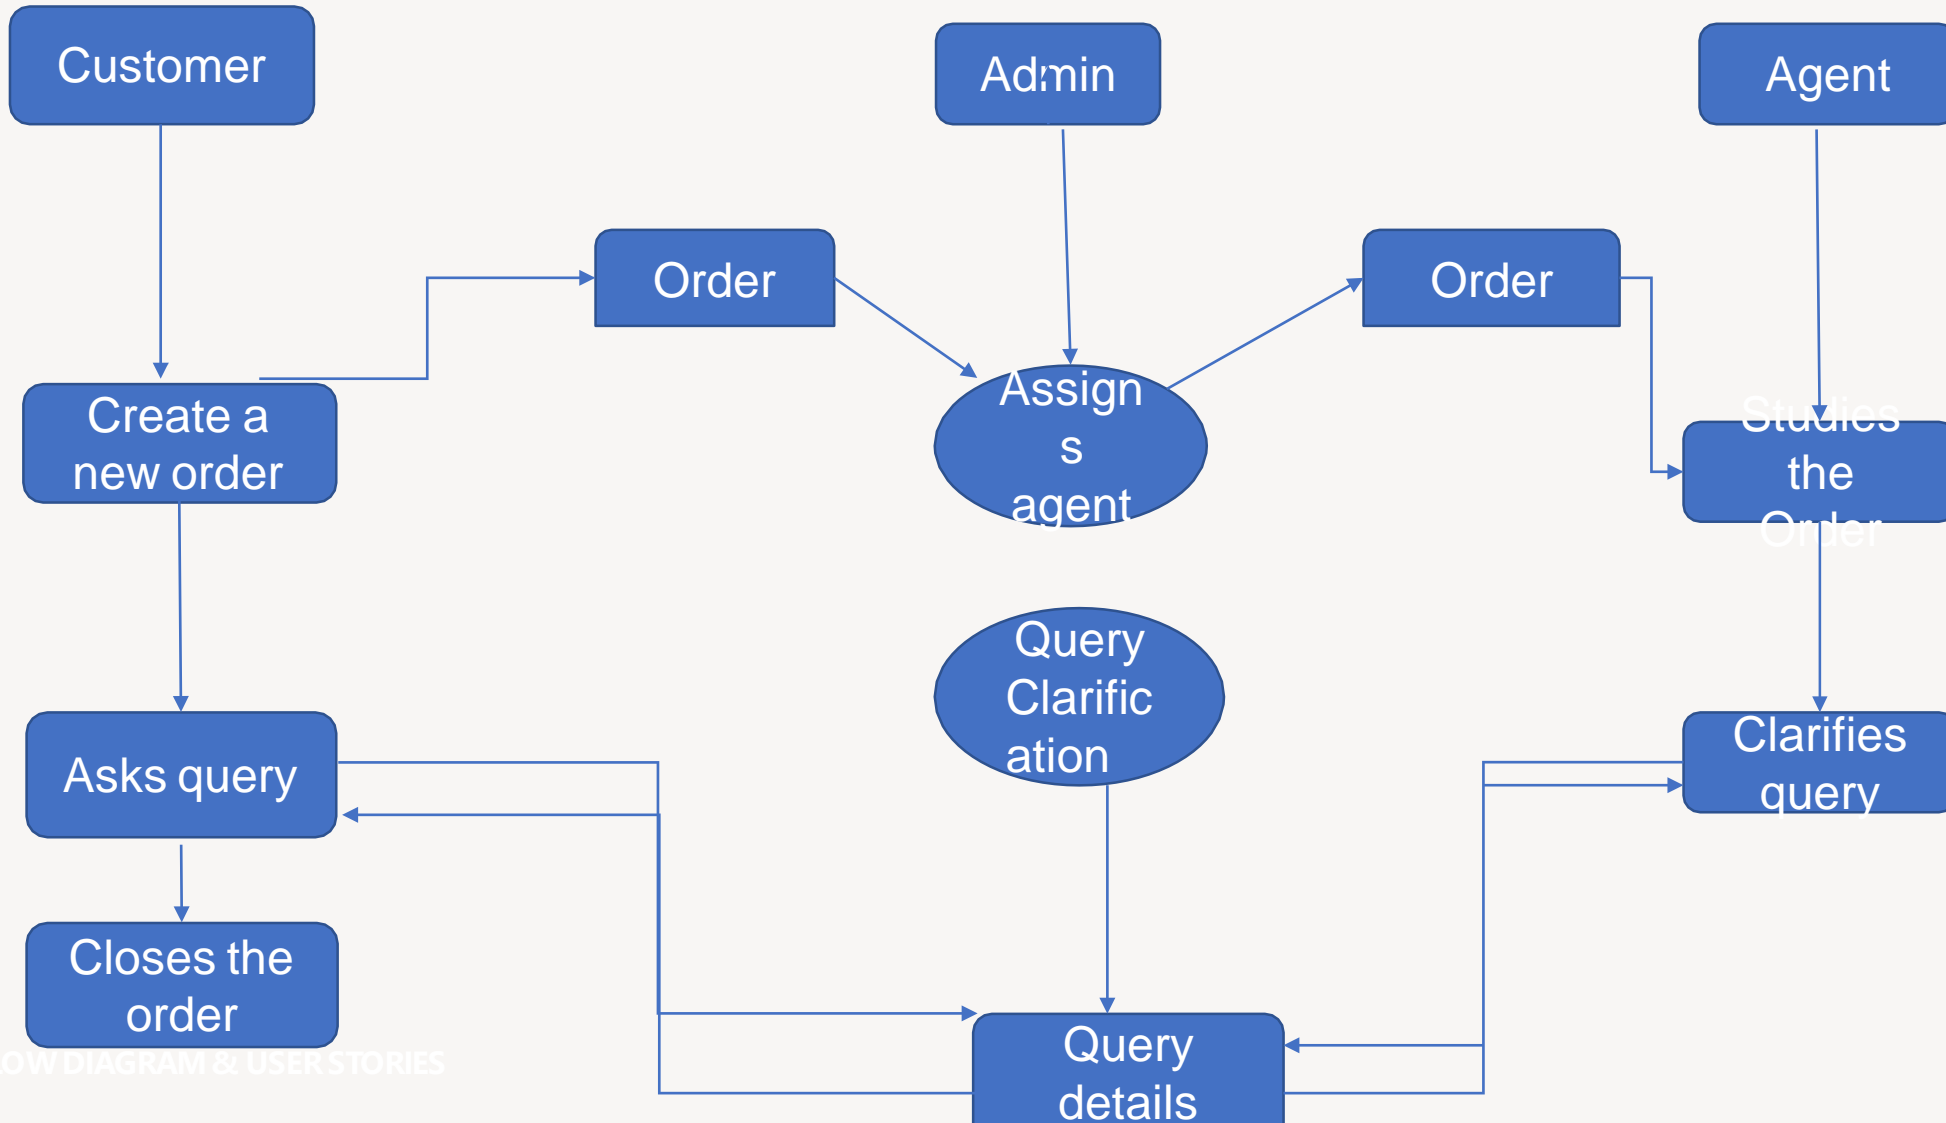 Customer
Admin
Agent
Order
Order
Create a
new order
Assign
s
agent
Studies
the
Order
Query
Clarific
ation
Asks query
Clarifies
query
Closes the
order
Query
details
OW DIAGRAM & USER STORIES